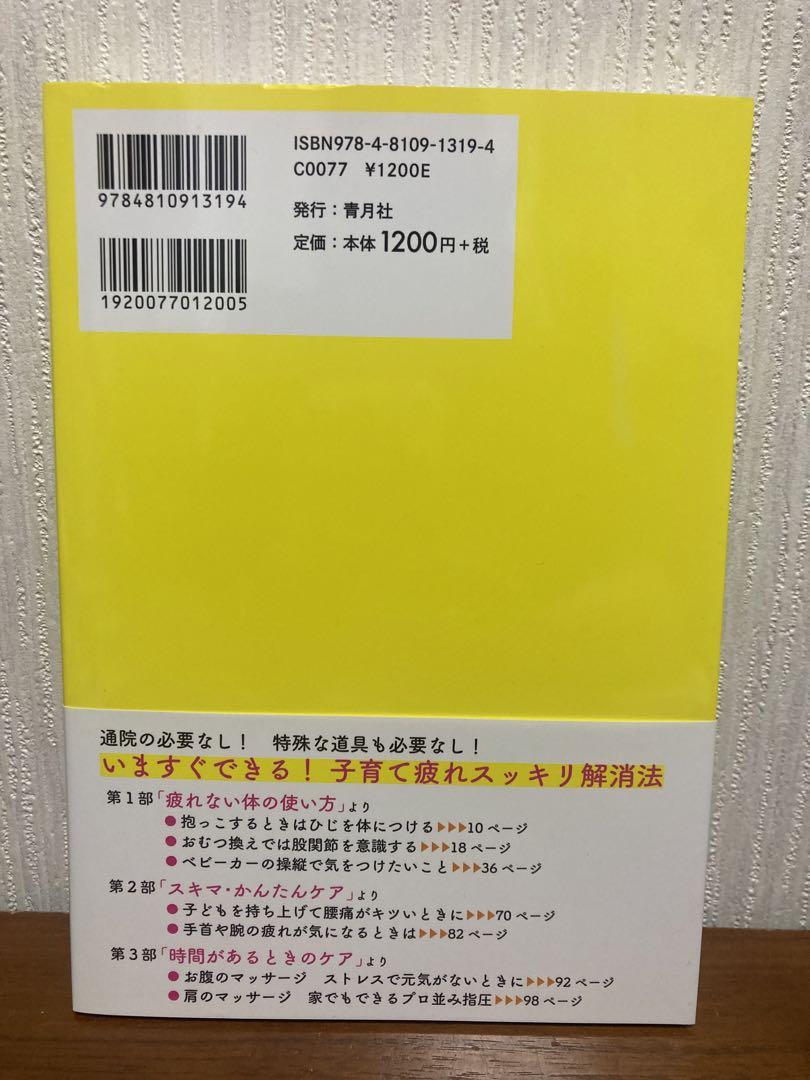 ISBN978-4-8109-1319-4
C0077 ¥1200E
9784810913194
発行：青月社
定価：本体1200円＋税
1920077012005
通院の必要なし！ 特殊な道具も必要なし！
いますぐできる！ 子育て疲れスッキリ解消法
第1部「疲れない体の使い方」より
●抱っこするときはひじを体につける▶▶▶10ページ
●おむつ換えでは股関節を意識する▶▶▶18ページ
●ベビーカーの操縦で気をつけたいこと▶▶▶36ページ
第2部「スキマ・かんたんケア」より
●子どもを持ち上げて腰痛がキツいときに▶▶▶70ページ
●手首や腕の疲れが気になるときは▶▶▶82ページ
第3部「時間があるときのケア」より
●お腹のマッサージ ストレスで元気がないときに▶▶▶92ページ
●肩のマッサージ 家でもできるプロ並み指圧▶▶▶98ページ